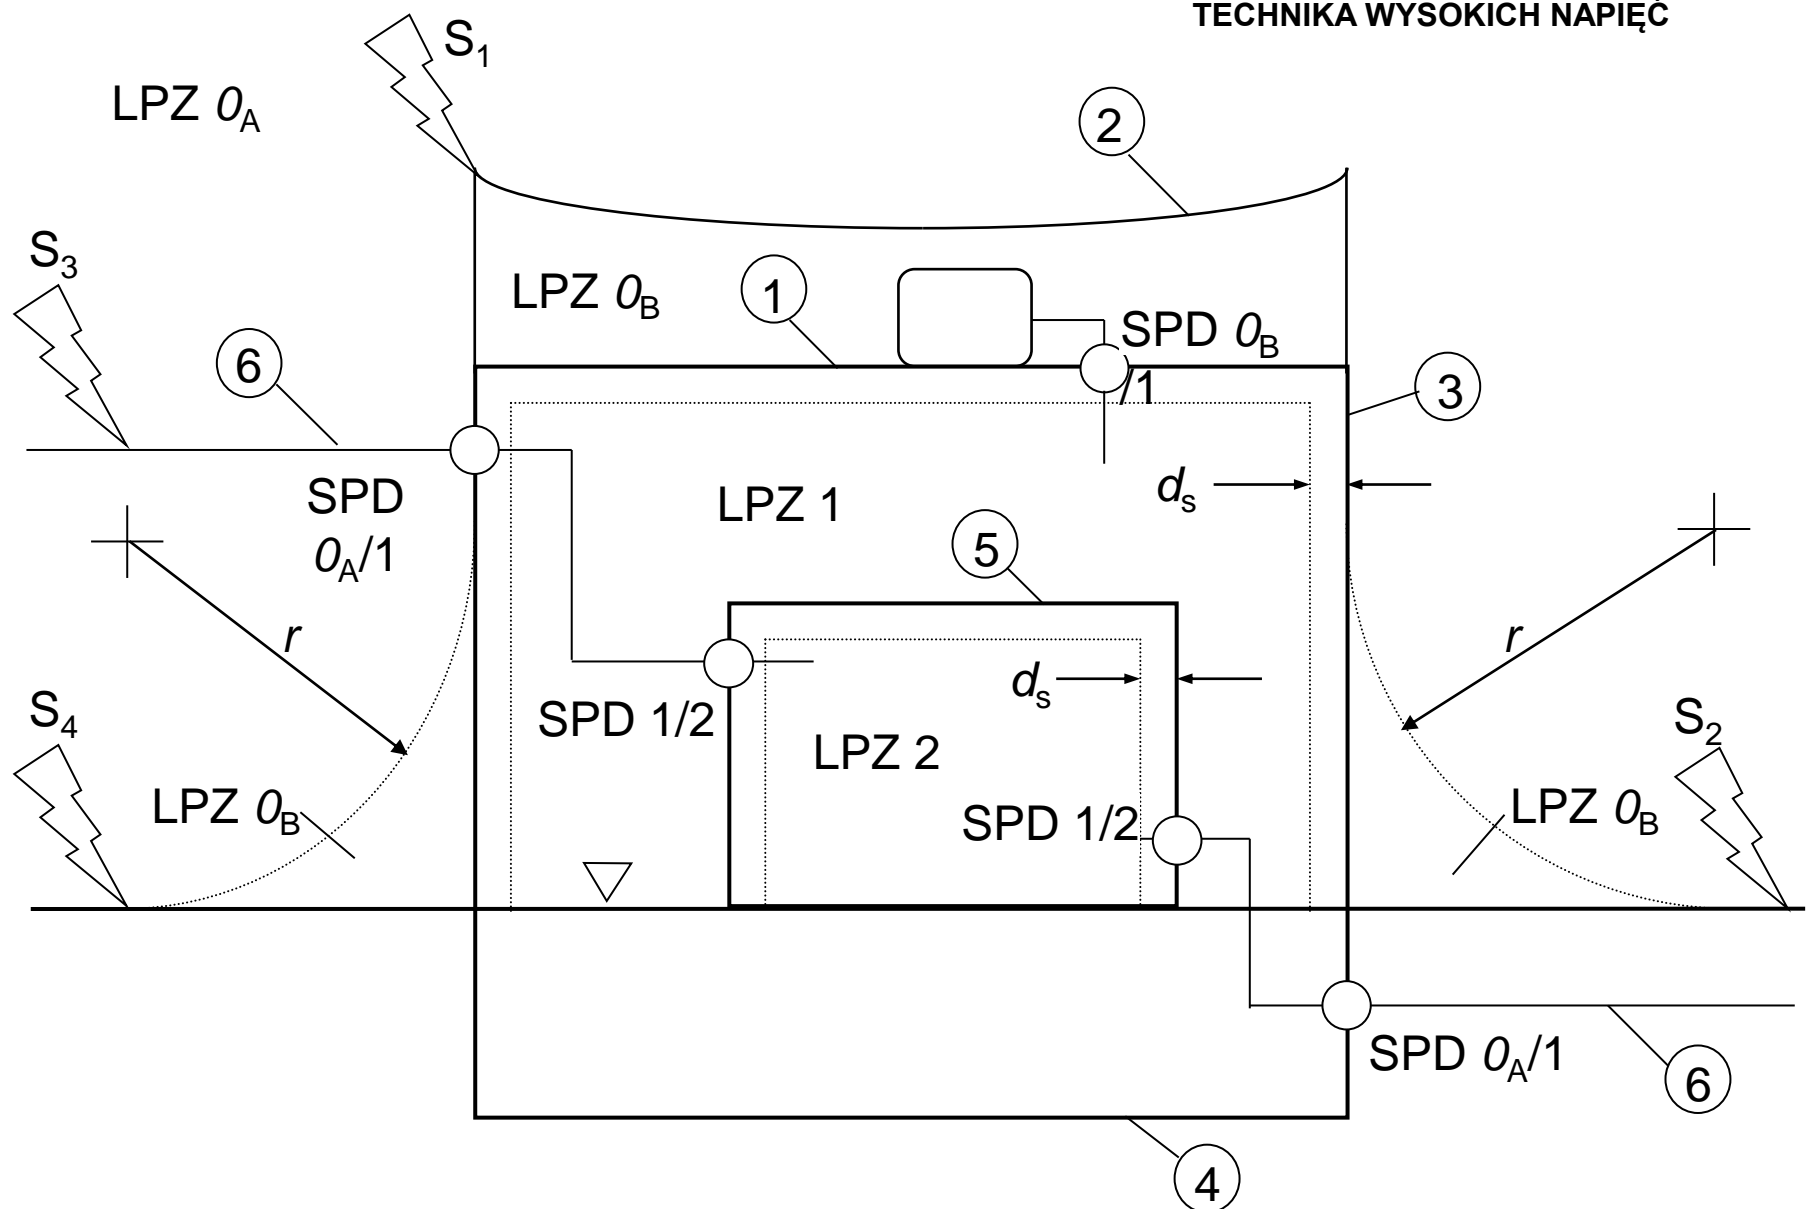 TECHNIKA WYSOKICH NAPIĘĆ
S1
LPZ 0A
2
S3
LPZ 0B
1
SPD 0B
/1
6
3
SPD
0A/1
LPZ 1
ds
5
r
r
ds
S4
SPD 1/2
S2
LPZ 2
LPZ 0B
SPD 1/2
LPZ 0B
SPD 0A/1
6
4